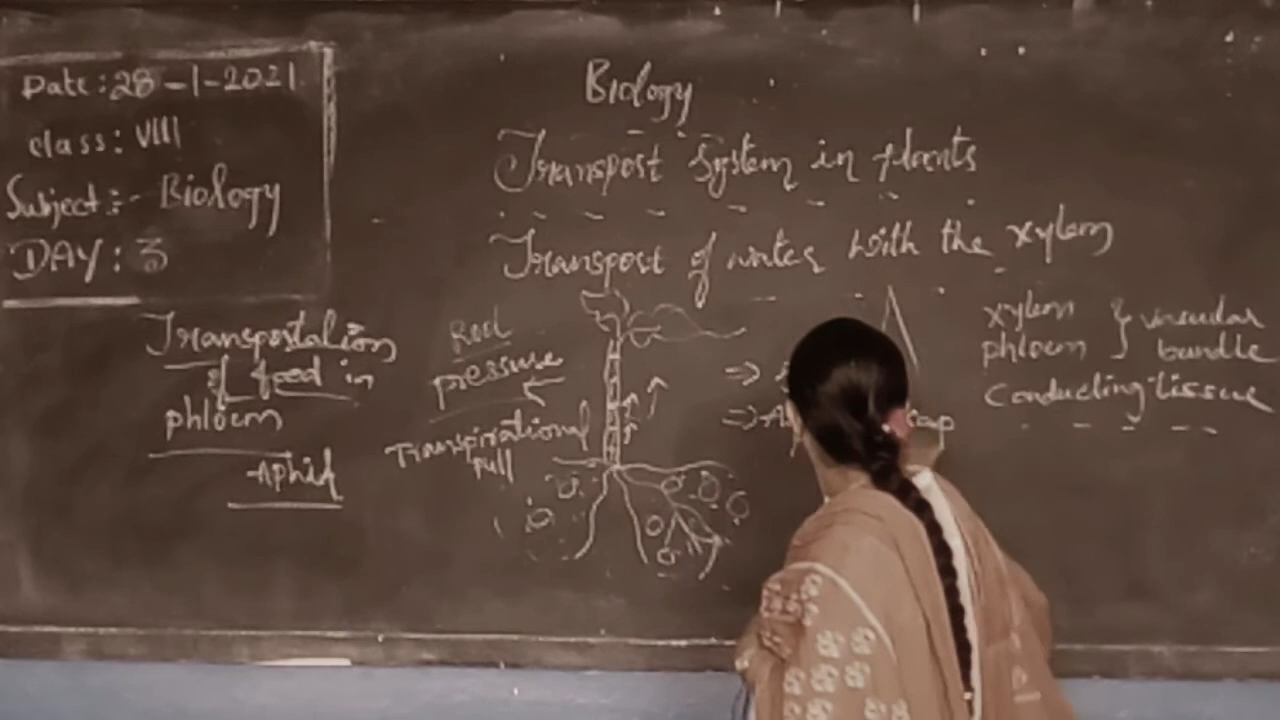 Date: 28-1-2021
class: VIII
Subject:- Biology
DAY: 3
Biology
Transport System in plants
Transport of water with the xylem
Transportation
of food in
phloem
-Aphid
Root
pressure
Transpirational
pull
⇒
⇒ sap
xylem } vascular
phloem } bundle
Conducting tissue